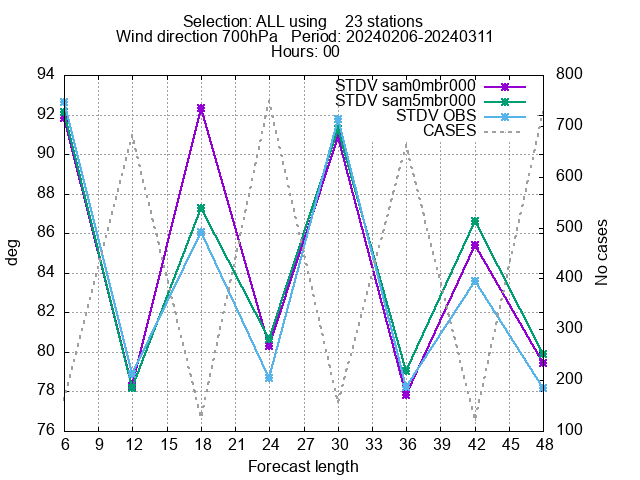 Selection: ALL using    23 stations
Wind direction 700hPa   Period: 20240206-20240311
Hours: 00
94
92
90
88
86
84
82
80
78
76
deg
STDV sam0mbr000
STDV sam5mbr000
STDV OBS
CASES
800
700
600
500
400
300
200
100
No cases
6 9 12 15 18 21 24 27 30 33 36 39 42 45 48
Forecast length